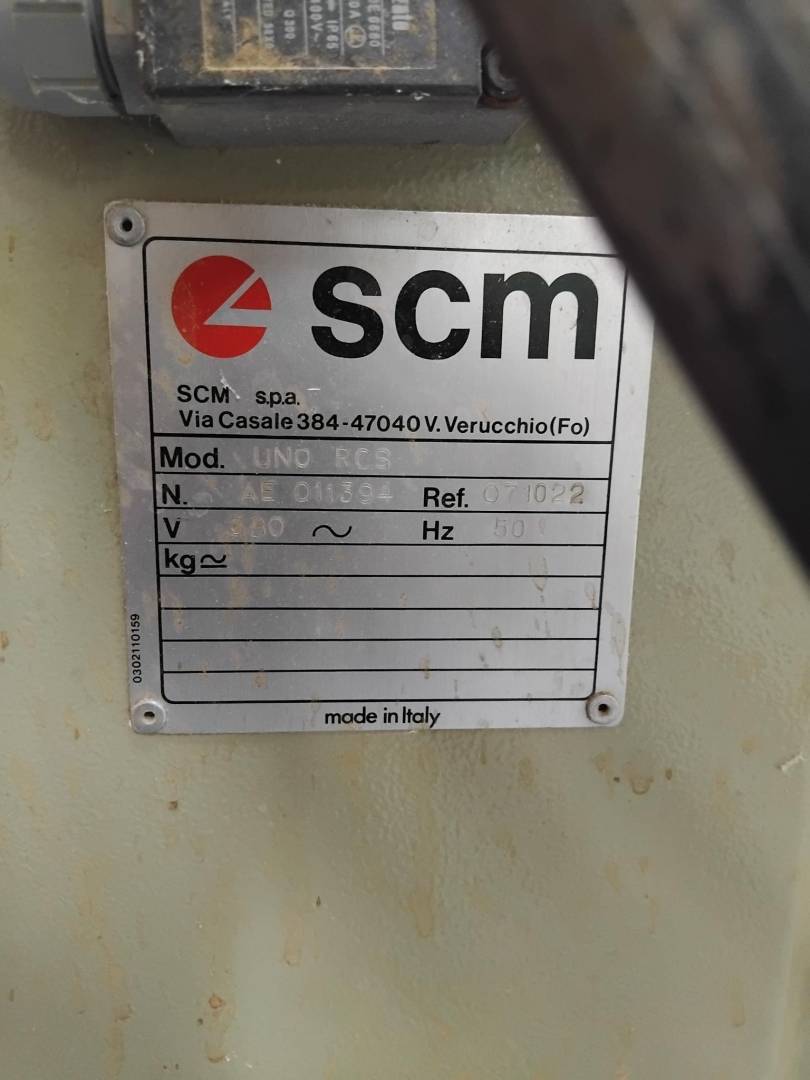 scm
SCM s.p.a.
Via Casale 384-47040 V. Verucchio (Fo)
Mod. UNO RCS
N. AE 011394 Ref. 071022
V 380 ~ Hz 50
kg≃
0302110159
made in Italy